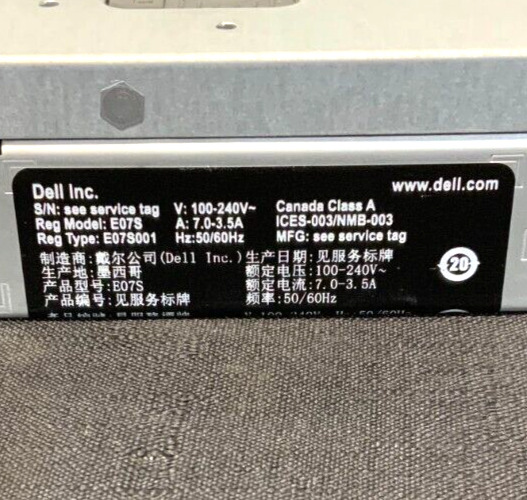 Dell Inc.
www.dell.com
S/N: see service tag V: 100-240V~ Canada Class A
Reg Model: E07S A: 7.0-3.5A ICES-003/NMB-003
Reg Type: E07S001 Hz:50/60Hz MFG: see service tag
制造商:戴尔公司(Dell Inc.) 生产日期:见服务标牌
生产地:墨西哥 额定电压:100-240V~
产品型号:E07S 额定电流:7.0-3.5A
产品编号:见服务标牌 频率:50/60Hz
20